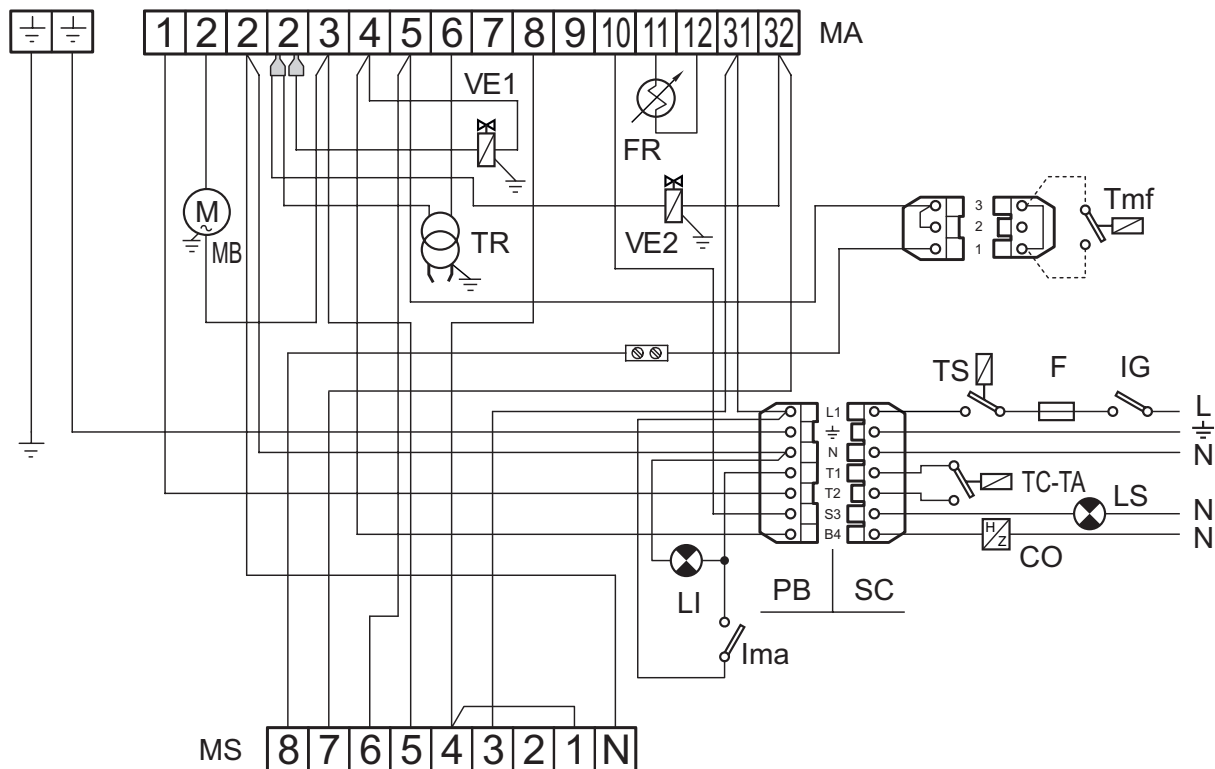 1 2 2 2 3 4 5 6 7 8 9 10 11 12 31 32 MA
VE1
FR
M
~
MB
TR
VE2
3
2
1
Tmf
TS F IG
L1 L
N N
T1
T2
TC-TA
S3 LS N
B4 H Z CO N
LI
PB SC
Ima
MS 8 7 6 5 4 3 2 1 N